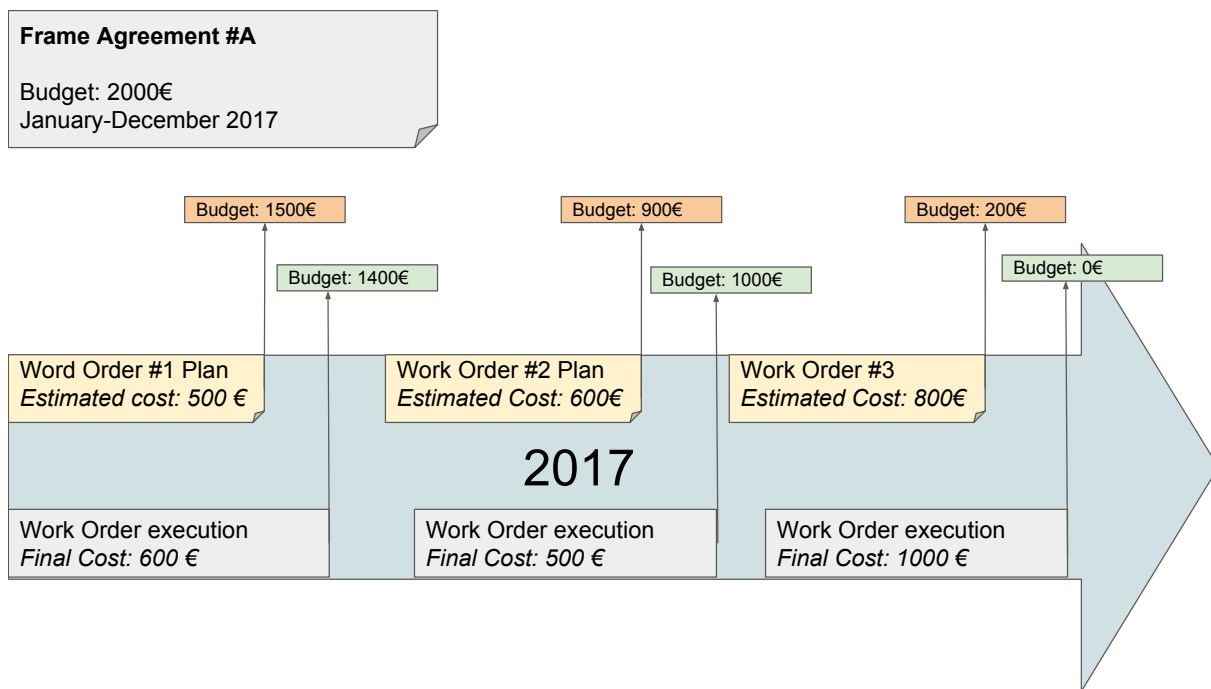 Frame Agreement #A
Budget: 2000€
January-December 2017
Budget: 1500€
Budget: 900€
Budget: 200€
Budget: 1400€
Budget: 1000€
Budget: 0€
Word Order #1 Plan
Estimated cost: 500 €
Work Order #2 Plan
Estimated Cost: 600€
Work Order #3
Estimated Cost: 800€
2017
Work Order execution
Final Cost: 600 €
Work Order execution
Final Cost: 500 €
Work Order execution
Final Cost: 1000 €